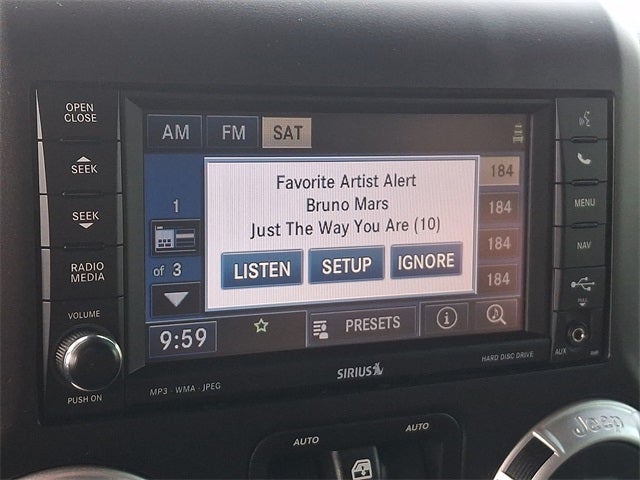 OPEN
CLOSE
SEEK
SEEK
RADIO
MEDIA
VOLUME
PUSH ON
AM FM SAT
Favorite Artist Alert
Bruno Mars
Just The Way You Are (10)
LISTEN SETUP IGNORE
1
of 3
184
184
184
184
9:59
PRESETS
i
MENU
NAV
PULL
AUX
MP3 · WMA · JPEG
SIRIUS
HARD DISC DRIVE
AUTO AUTO
Jeep